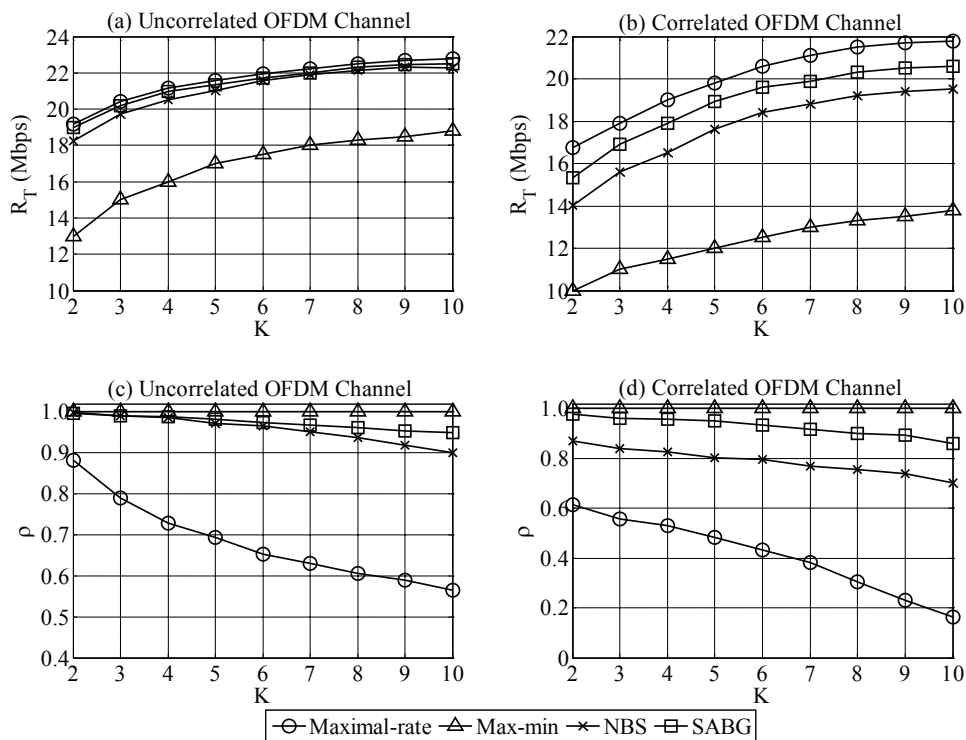 (a) Uncorrelated OFDM Channel
24
22
20
18
16
14
12
10
R_T (Mbps)
2 3 4 5 6 7 8 9 10
K
(b) Correlated OFDM Channel
22
20
18
16
14
12
10
R_T (Mbps)
2 3 4 5 6 7 8 9 10
K
(c) Uncorrelated OFDM Channel
1.0
0.9
0.8
0.7
0.6
0.5
0.4
ρ
2 3 4 5 6 7 8 9 10
K
(d) Correlated OFDM Channel
1.0
0.8
0.6
0.4
0.2
0
ρ
2 3 4 5 6 7 8 9 10
K
Maximal-rate Max-min NBS SABG